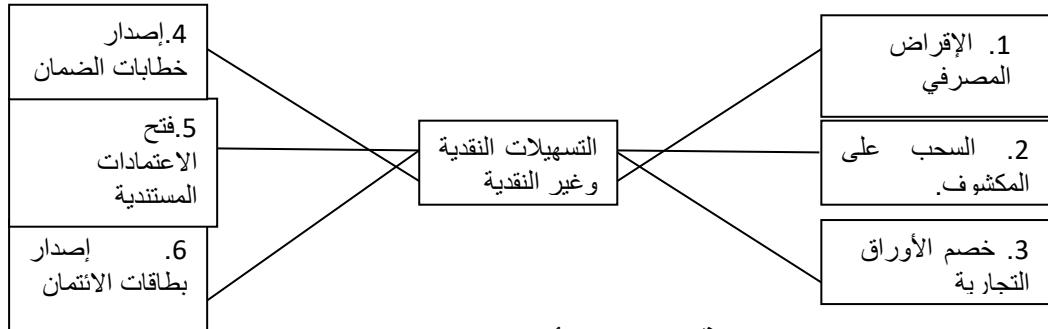 1. الإقراض
المصرفي
2. السحب على
المكشوف.
3. خصم الأوراق
التجارية
التسهيلات النقدية
وغير النقدية
4.إصدار
خطابات الضمان
5.فتح
الاعتمادات
المستندية
6. إصدار
بطاقات الائتمان